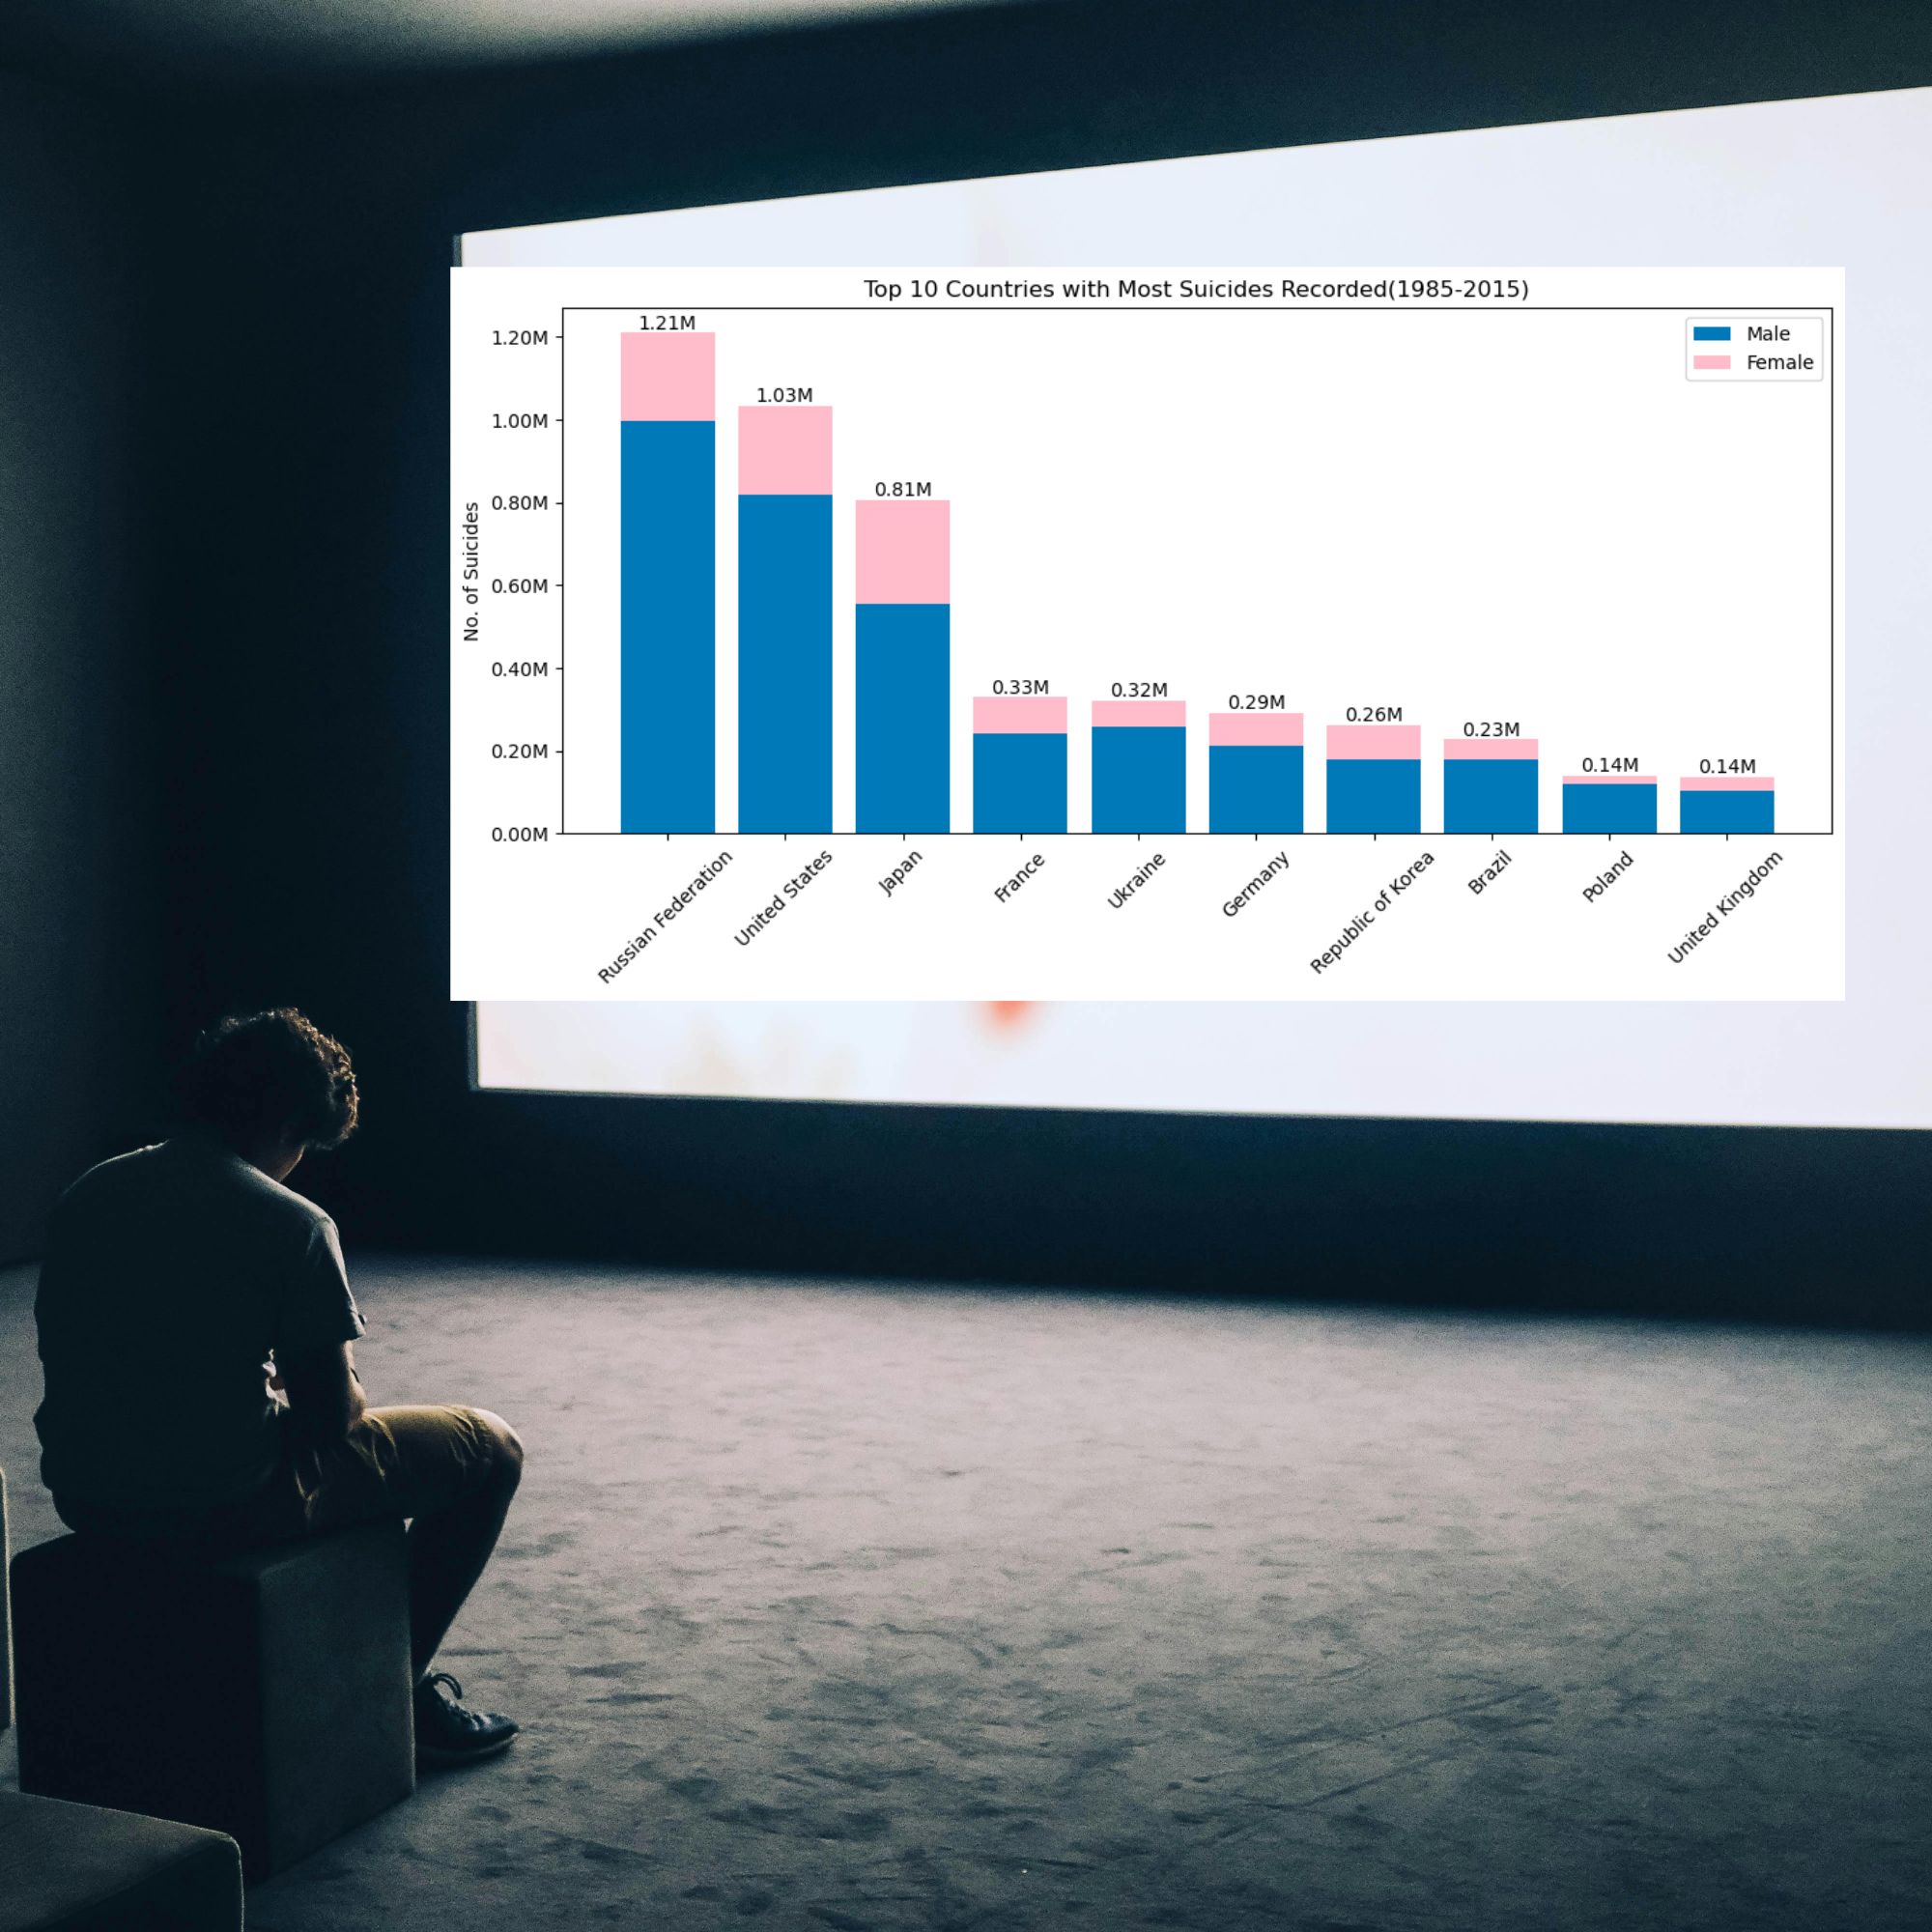 Top 10 Countries with Most Suicides Recorded(1985-2015)
Male
Female
No. of Suicides
1.20M
1.00M
0.80M
0.60M
0.40M
0.20M
0.00M
1.21M
1.03M
0.81M
0.33M
0.32M
0.29M
0.26M
0.23M
0.14M
0.14M
Russian Federation
United States
Japan
France
Ukraine
Germany
Republic of Korea
Brazil
Poland
United Kingdom